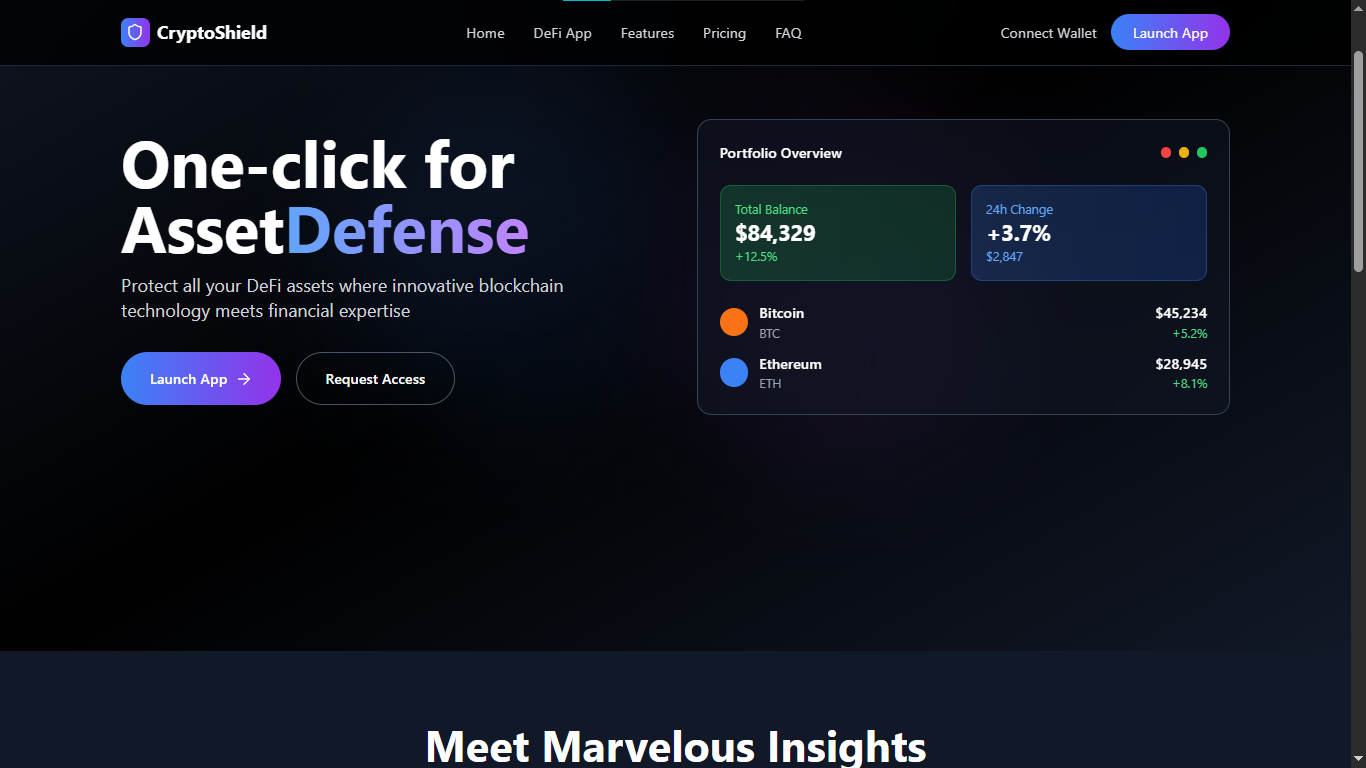 CryptoShield
Home DeFi App Features Pricing FAQ
Connect Wallet Launch App
One-click for
AssetDefense
Protect all your DeFi assets where innovative blockchain
technology meets financial expertise
Launch App → Request Access
Portfolio Overview
Total Balance
$84,329
+12.5%
24h Change
+3.7%
$2,847
Bitcoin $45,234
BTC +5.2%
Ethereum $28,945
ETH +8.1%
Meet Marvelous Insights